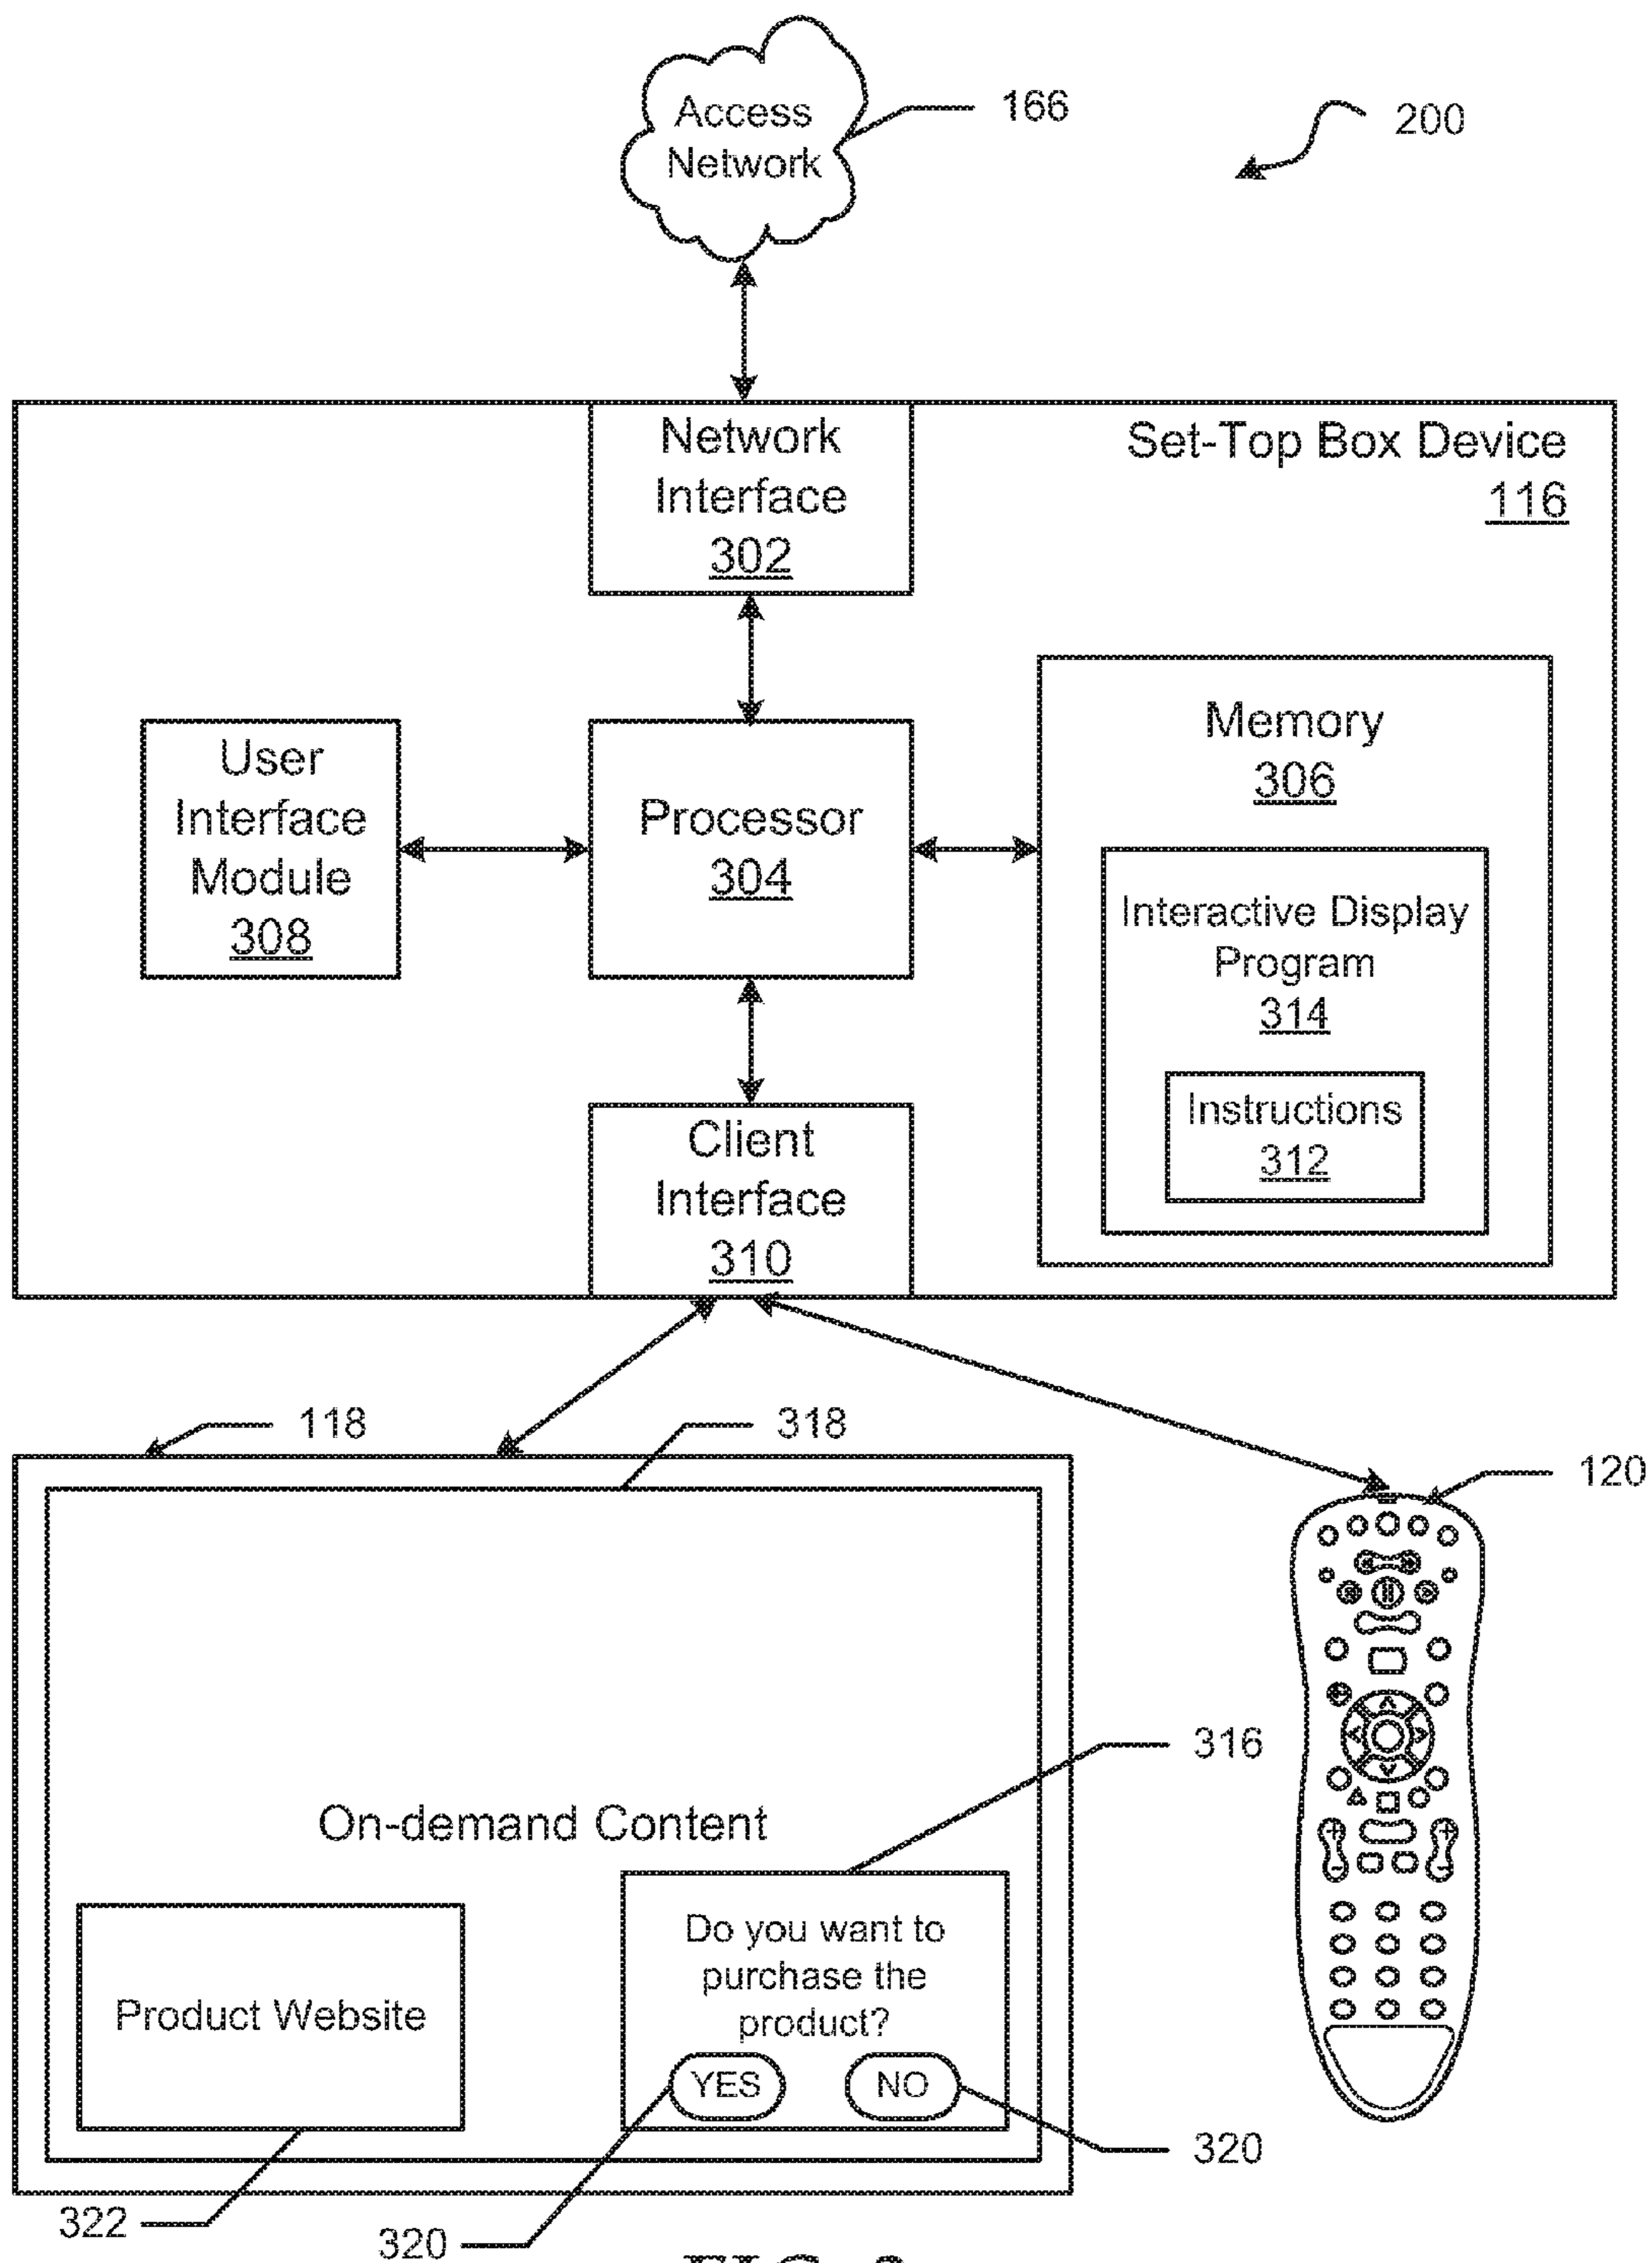 Access
Network
166
200
Network
Interface
302
Set-Top Box Device
116
User
Interface
Module
308
Processor
304
Memory
306
Interactive Display
Program
314
Instructions
312
Client
Interface
310
118
318
120
316
On-demand Content
Product Website
Do you want to
purchase the
product?
YES
NO
320
322
320
FIG.